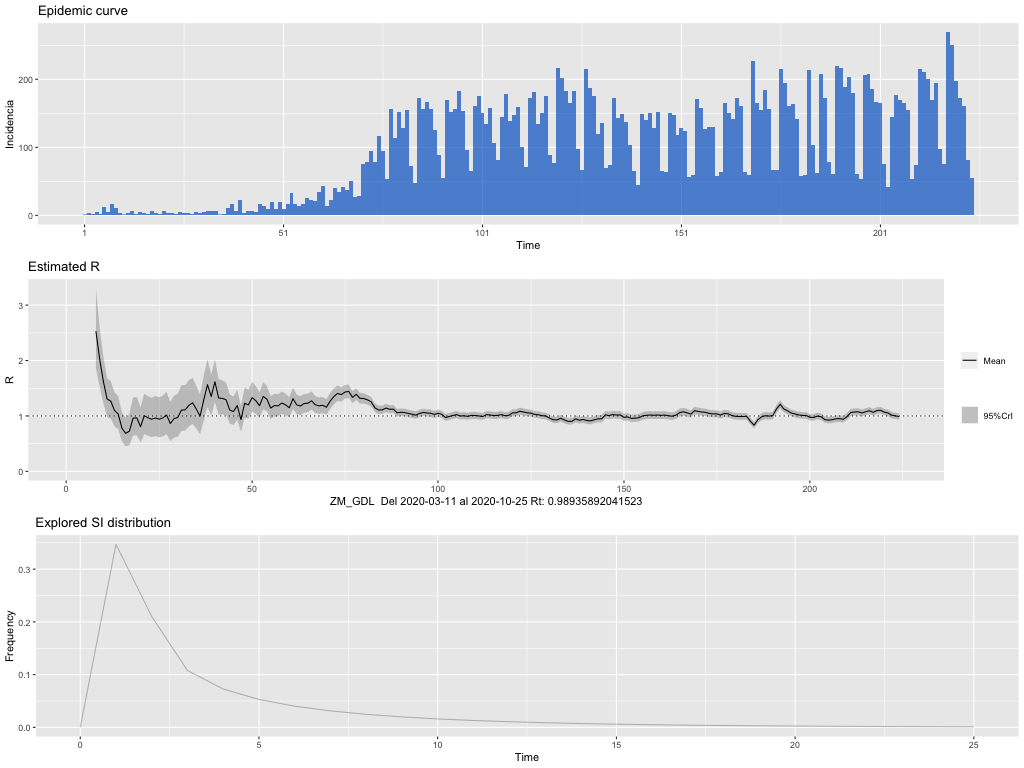 Epidemic curve
Incidencia
200
100
0
1 51 101 151 201
Time
Estimated R
R
3
2
1
0
Mean
95%CrI
0 50 100 150 200
ZM_GDL Del 2020-03-11 al 2020-10-25 Rt: 0.98935892041523
Explored SI distribution
Frequency
0.3
0.2
0.1
0.0
0 5 10 15 20 25
Time